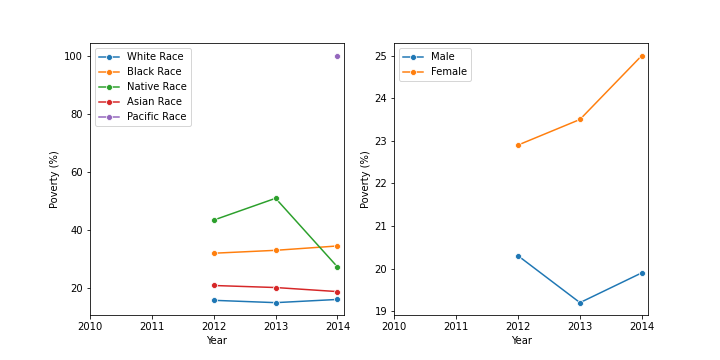 100
80
60
40
20
Poverty (%)
White Race
Black Race
Native Race
Asian Race
Pacific Race
2010 2011 2012 2013 2014
Year
25
24
23
22
21
20
19
Poverty (%)
Male
Female
2010 2011 2012 2013 2014
Year